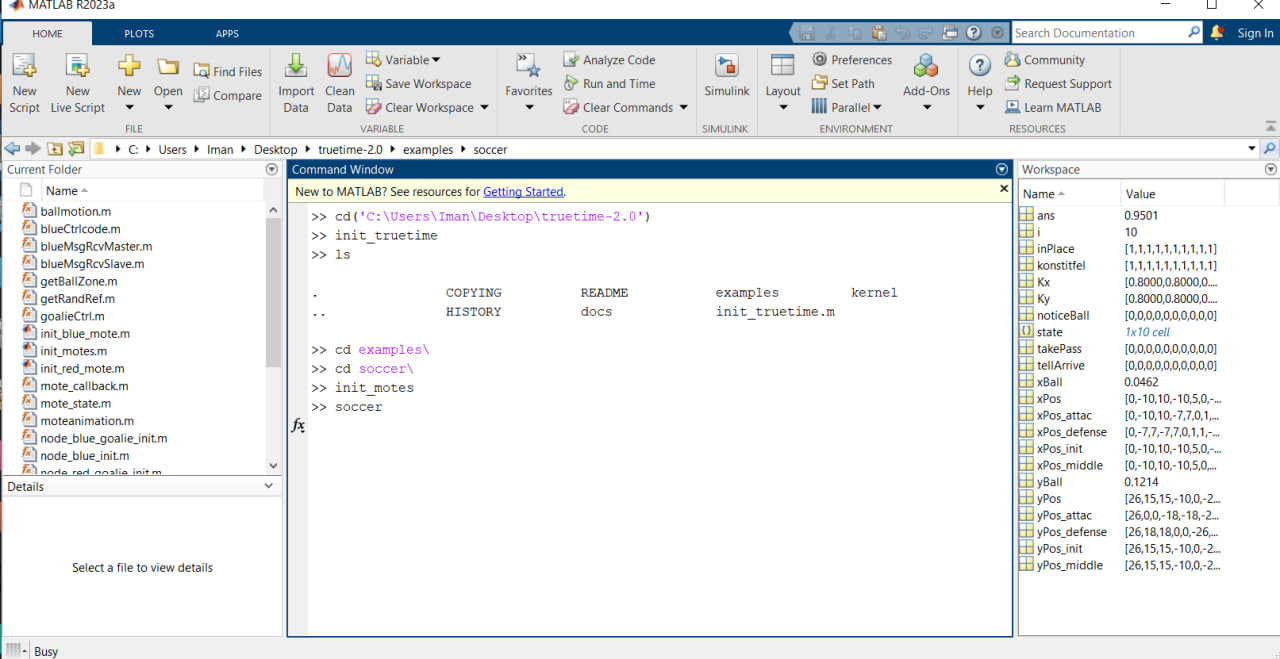 MATLAB R2023a
HOME PLOTS APPS
Search Documentation
Sign In
New Script
New Live Script
New
Open
Find Files
Compare
FILE
Import Data
Clean Data
Variable
Save Workspace
Clear Workspace
VARIABLE
Favorites
Analyze Code
Run and Time
Clear Commands
CODE
Simulink
SIMULINK
Layout
Preferences
Set Path
Parallel
Add-Ons
ENVIRONMENT
Help
Community
Request Support
Learn MATLAB
RESOURCES
C: Users Iman Desktop truetime-2.0 examples soccer
Current Folder
Name
ballmotion.m
blueCtrlcode.m
blueMsgRcvMaster.m
blueMsgRcvSlave.m
getBallZone.m
getRandRef.m
goalieCtrl.m
init_blue_mote.m
init_motes.m
init_red_mote.m
mote_callback.m
mote_state.m
moteanimation.m
node_blue_goalie_init.m
node_blue_init.m
node_red_goalie_init.m
Details
Select a file to view details
Command Window
New to MATLAB? See resources for Getting Started.
>> cd('C:\Users\Iman\Desktop\truetime-2.0')
>> init_truetime
>> ls
. COPYING README examples kernel
.. HISTORY docs init_truetime.m
>> cd examples\
>> cd soccer\
>> init_motes
>> soccer
fx
Workspace
Name Value
ans 0.9501
i 10
inPlace [1,1,1,1,1,1,1,1,1,1]
konstitfel [1,1,1,1,1,1,1,1,1,1]
Kx [0.8000,0.8000,0....
Ky [0.8000,0.8000,0....
noticeBall [0,0,0,0,0,0,0,0,0,0]
state 1x10 cell
takePass [0,0,0,0,0,0,0,0,0,0]
tellArrive [0,0,0,0,0,0,0,0,0,0]
xBall 0.0462
xPos [0,-10,10,-10,5,0,-...
xPos_attac [0,-10,10,-7,7,0,1,...
xPos_defense [0,-7,7,-7,7,0,1,1,-...
xPos_init [0,-10,10,-10,5,0,-...
xPos_middle [0,-10,10,-10,5,0,...
yBall 0.1214
yPos [26,15,15,-10,0,-2...
yPos_attac [26,0,0,-18,-18,-2...
yPos_defense [26,18,18,0,0,-26,...
yPos_init [26,15,15,-10,0,-2...
yPos_middle [26,15,15,-10,0,-2...
Busy